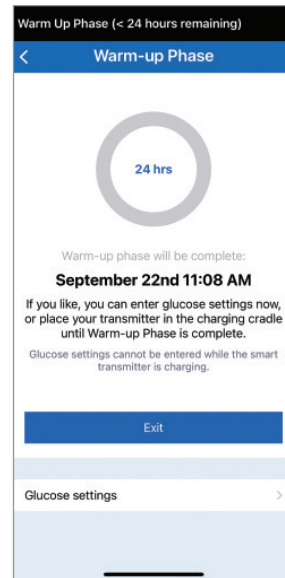 Warm Up Phase (< 24 hours remaining)
Warm-up Phase
24 hrs
Warm-up phase will be complete:
September 22nd 11:08 AM
If you like, you can enter glucose settings now,
or place your transmitter in the charging cradle
until Warm-up Phase is complete.
Glucose settings cannot be entered while the smart
transmitter is charging.
Exit
Glucose settings